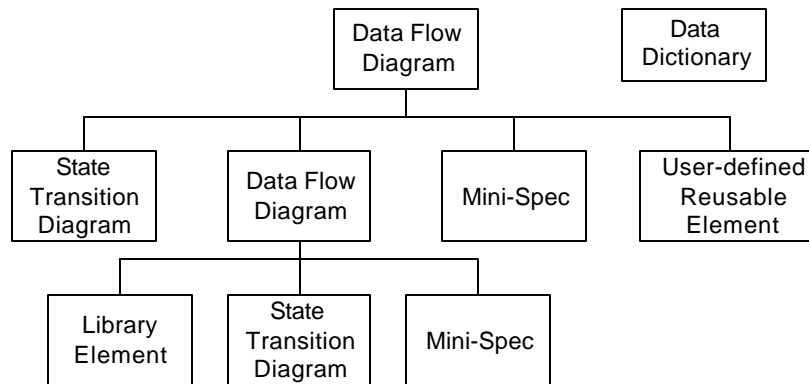 Data Flow
Diagram
Data
Dictionary
State
Transition
Diagram
Data Flow
Diagram
Mini-Spec
User-defined
Reusable
Element
Library
Element
State
Transition
Diagram
Mini-Spec